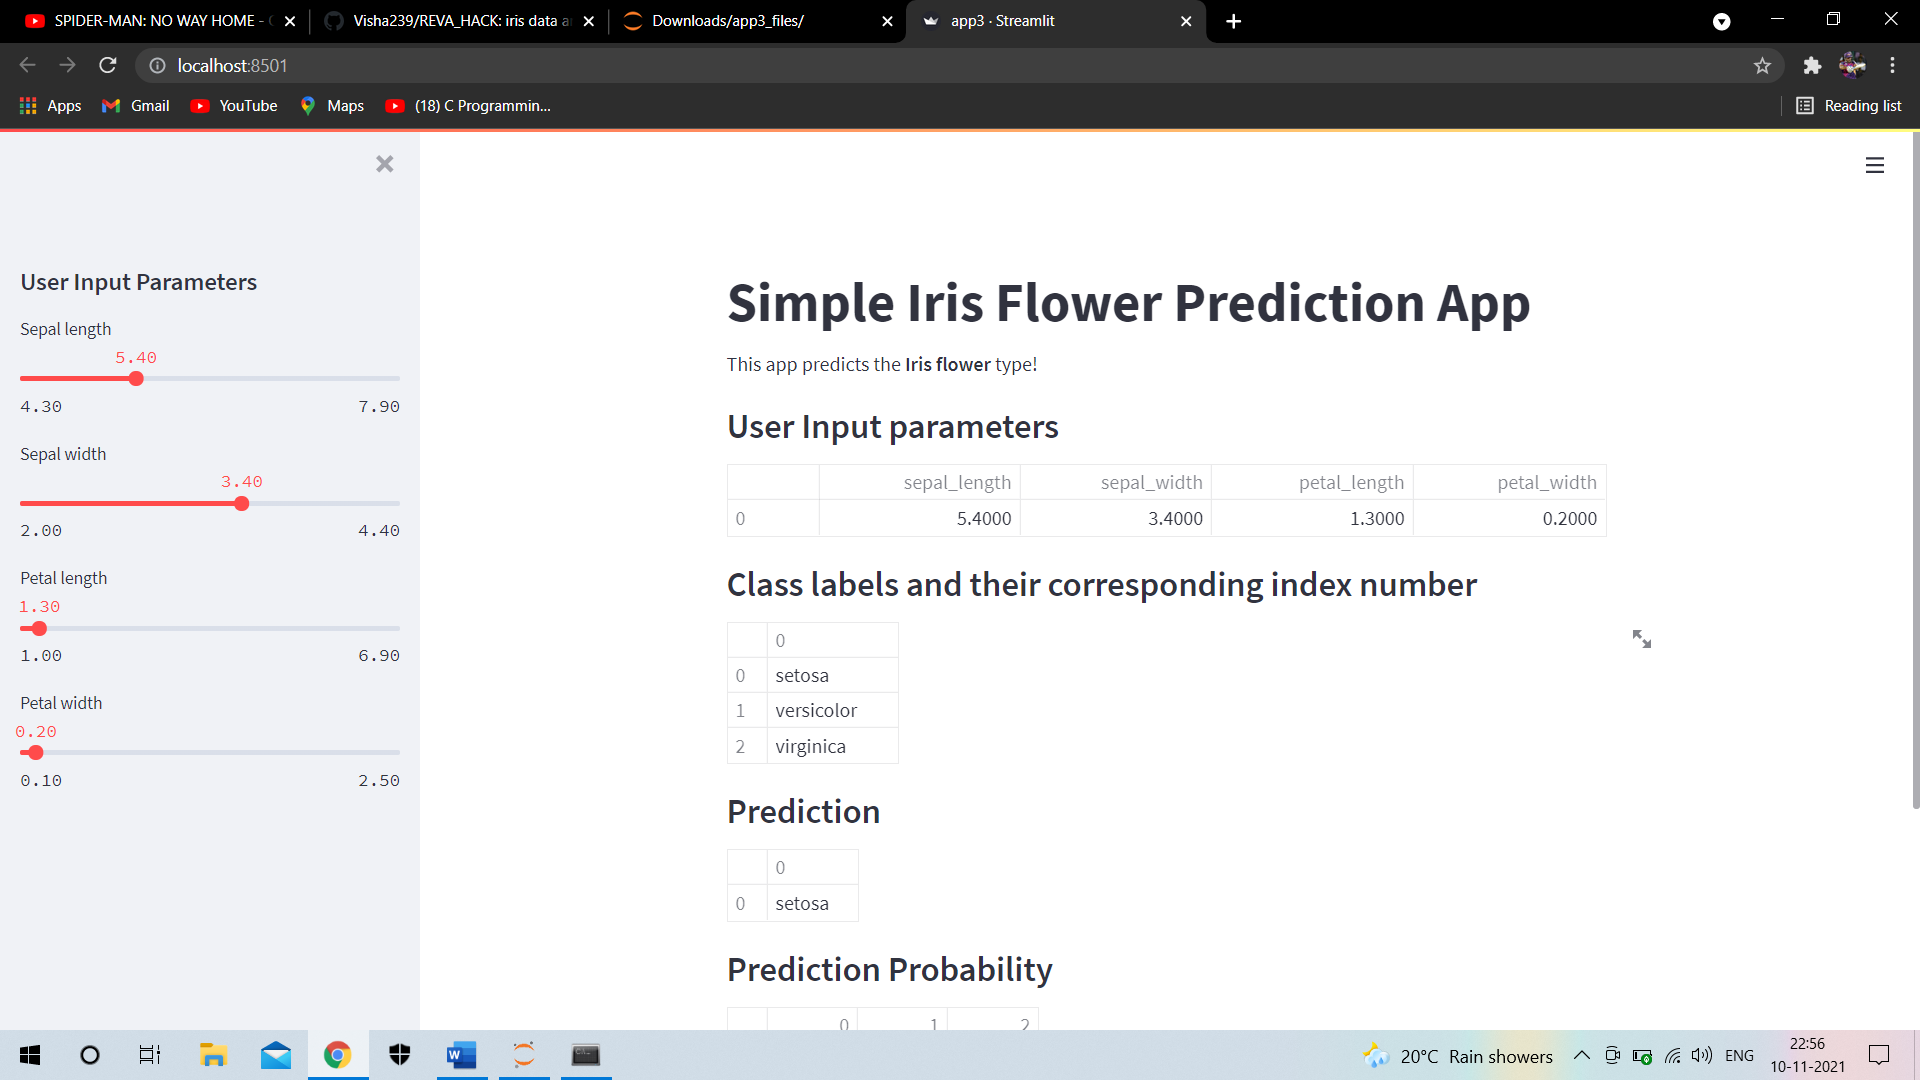 SPIDER-MAN: NO WAY HOME -
Visha239/REVA_HACK: iris data
Downloads/app3_files/
app3 · Streamlit
localhost:8501
Apps
Gmail
YouTube
Maps
(18) C Programmin...
Reading list
User Input Parameters
Sepal length
5.40
4.30 7.90
Sepal width
3.40
2.00 4.40
Petal length
1.30
1.00 6.90
Petal width
0.20
0.10 2.50
Simple Iris Flower Prediction App
This app predicts the Iris flower type!
User Input parameters
sepal_length sepal_width petal_length petal_width
0 5.4000 3.4000 1.3000 0.2000
Class labels and their corresponding index number
0
0 setosa
1 versicolor
2 virginica
Prediction
0
0 setosa
Prediction Probability
0 1 2
20°C Rain showers
ENG
22:56
10-11-2021